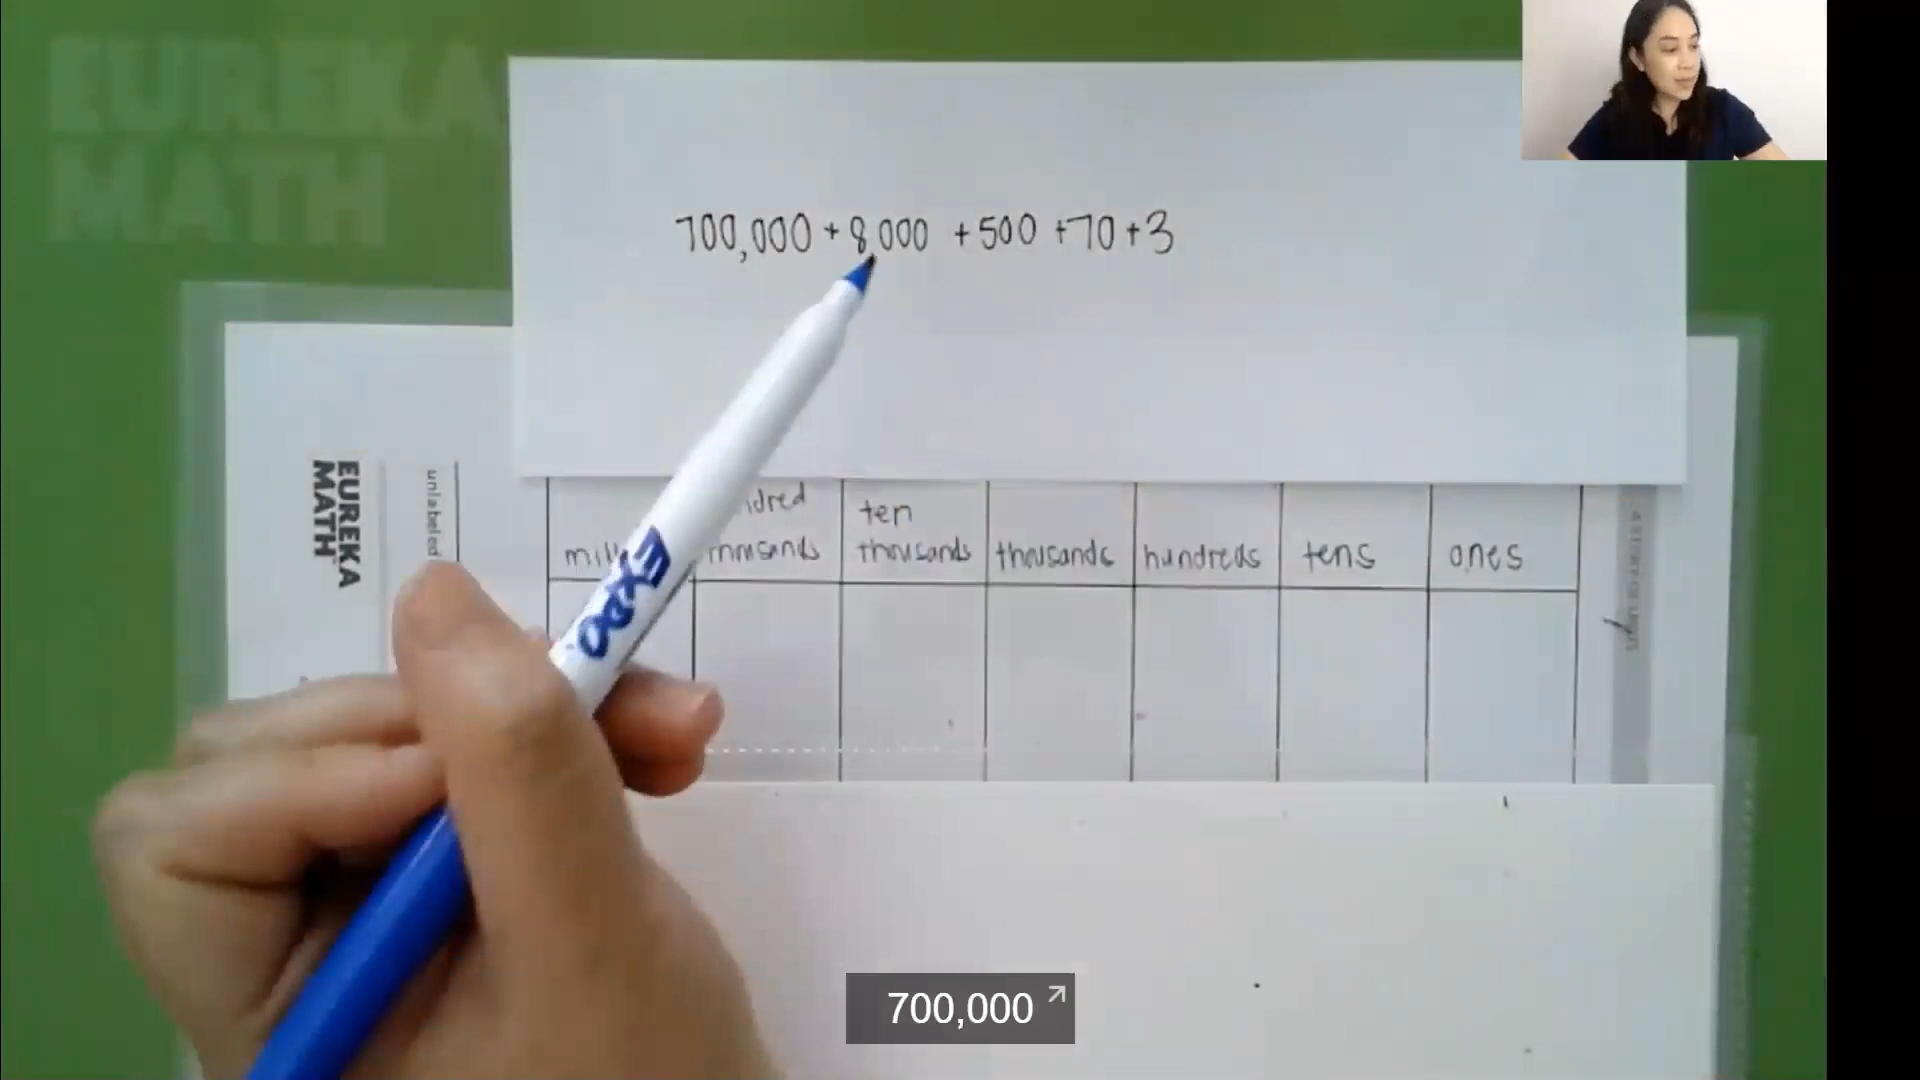 EUREKA
MATH
700,000 + 8,000 + 500 + 70 + 3
EUREKA
MATH
unlabeled
ten
thousands
thousands
hundreds
tens
ones
EXPO
700,000